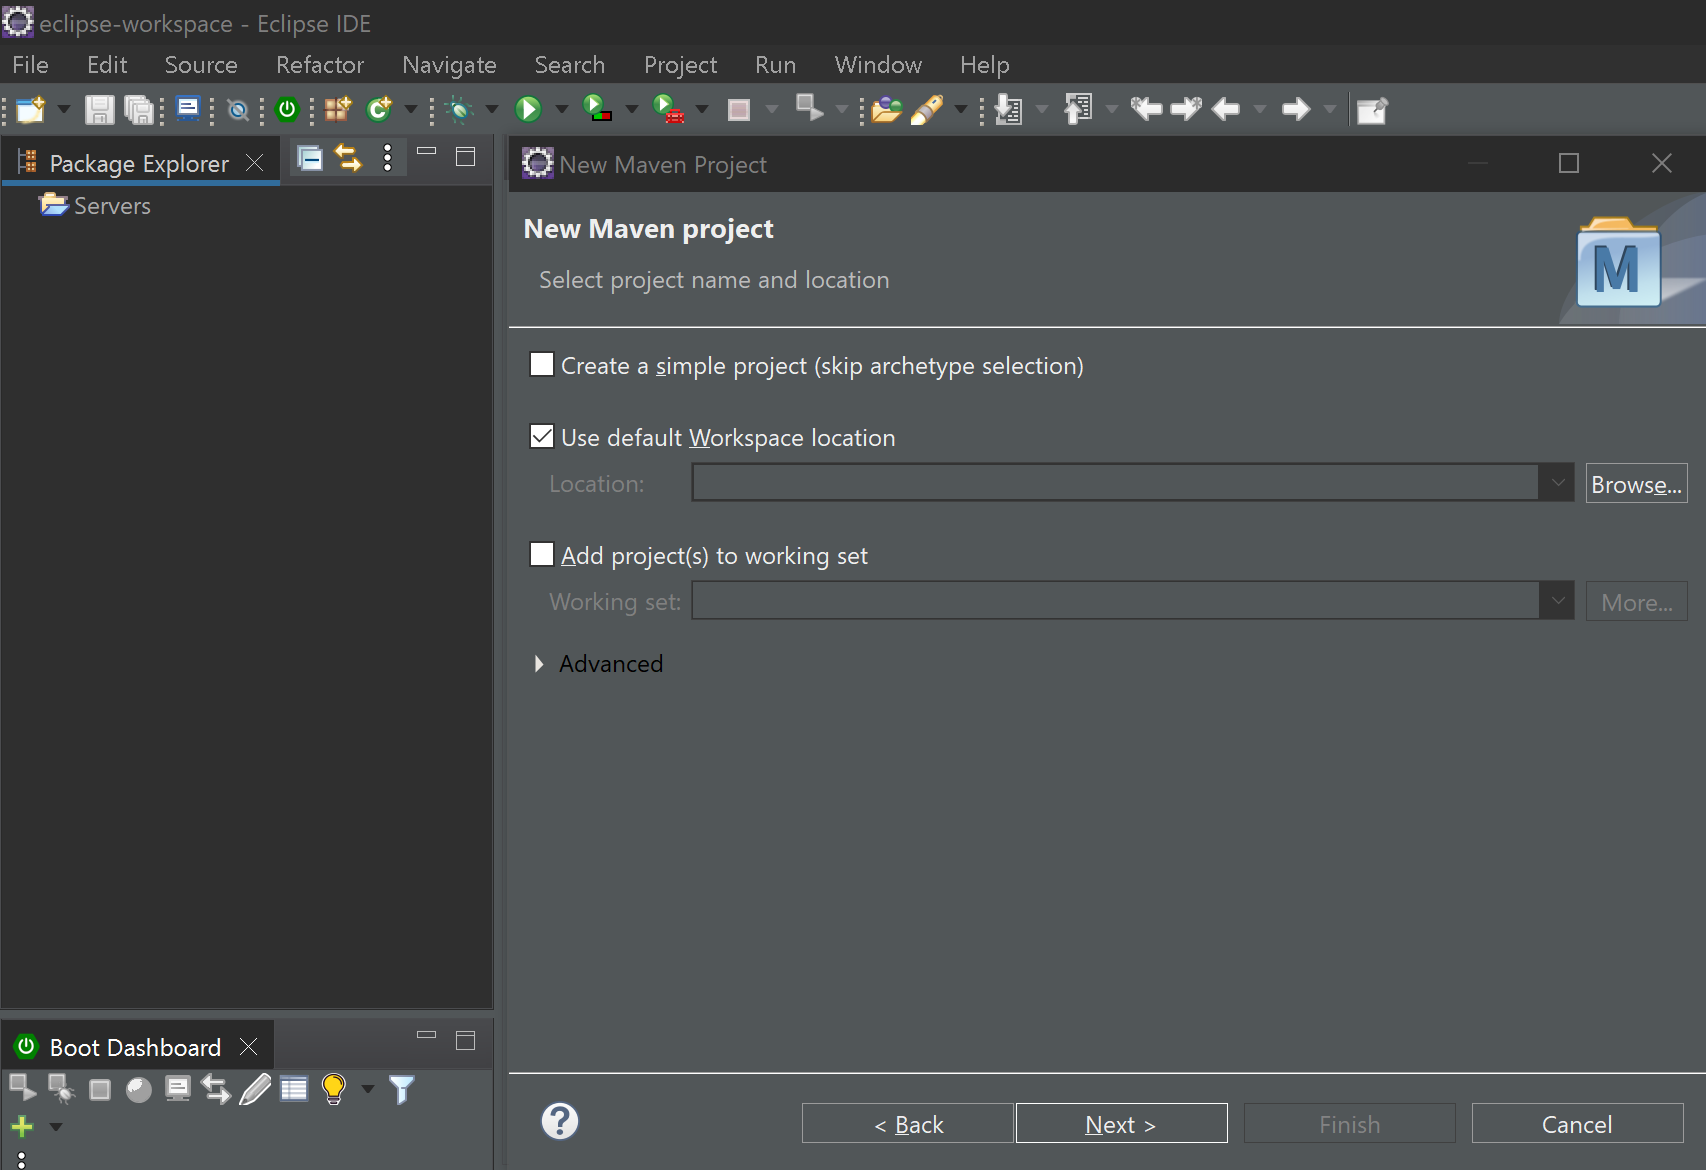 eclipse-workspace - Eclipse IDE
File Edit Source Refactor Navigate Search Project Run Window Help
Package Explorer
Servers
New Maven Project
New Maven project
Select project name and location
M
Create a simple project (skip archetype selection)
Use default Workspace location
Location: Browse...
Add project(s) to working set
Working set: More...
Advanced
Boot Dashboard
? < Back Next > Finish Cancel